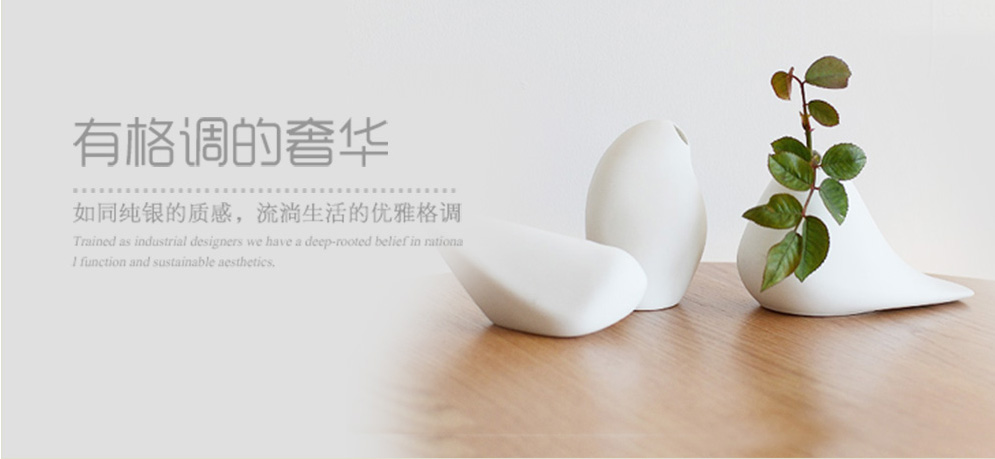 有格调的奢华
如同纯银的质感，流淌生活的优雅格调
Trained as industrial designers we have a deep-rooted belief in rationa
l function and sustainable aesthetics.